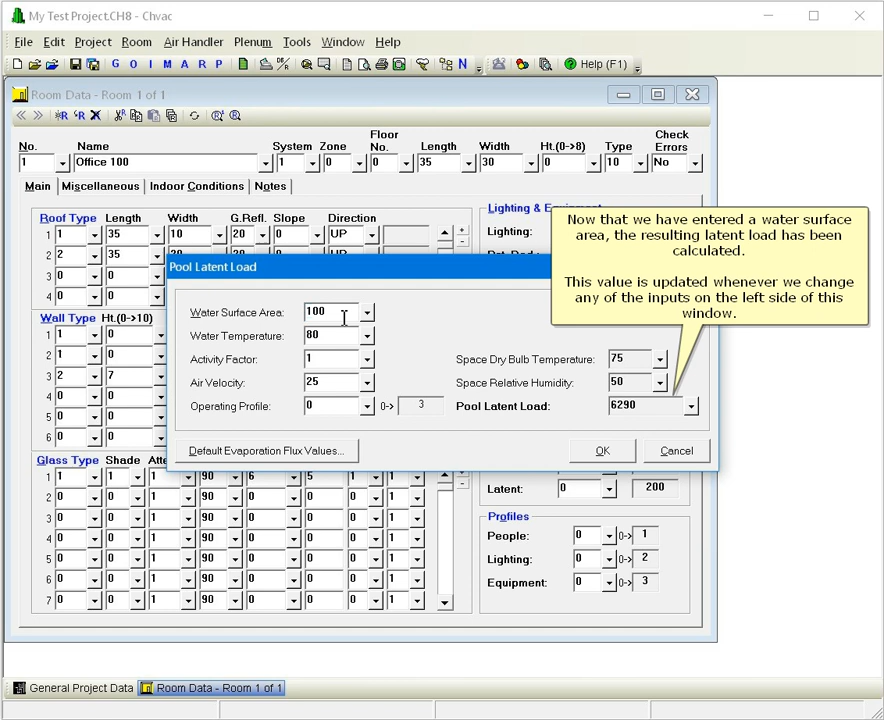 My Test Project.CH8 - Chvac
File Edit Project Room Air Handler Plenum Tools Window Help
G O I M A R P N Help (F1)
Room Data - Room 1 of 1
No. Name System Zone Floor No. Length Width Ht.(0->8) Type Check Errors
1 Office 100 1 0 0 35 30 0 10 No
Main Miscellaneous Indoor Conditions Notes
Roof Type Length Width G.Refl. Slope Direction
1 1 35 10 20 0 UP
2 2 35
3 0 0
4 0 0
Wall Type Ht.(0->10)
1 1 0
2 1 0
3 2 7
4 0 0
5 0 0
6 0 0
Lighting & E
Lighting:
Now that we have entered a water surface
area, the resulting latent load has been
calculated.
This value is updated whenever we change
any of the inputs on the left side of this
window.
Pool Latent Load
Water Surface Area: 100
Water Temperature: 80
Activity Factor: 1 Space Dry Bulb Temperature: 75
Air Velocity: 25 Space Relative Humidity: 50
Operating Profile: 0 0-> 3 Pool Latent Load: 6290
Default Evaporation Flux Values... OK Cancel
Glass Type Shade
1 1 1 1 90 6 5 1 1
2 0 0 0 90 0 0 0 1
3 0 0 0 90 0 0 0 1
4 0 0 0 90 0 0 0 1
5 0 0 0 90 0 0 0 1
6 0 0 0 90 0 0 0 1
7 0 0 0 90 0 0 0 1
Latent: 0 200
Profiles
People: 0 0-> 1
Lighting: 0 0-> 2
Equipment: 0 0-> 3
General Project Data Room Data - Room 1 of 1